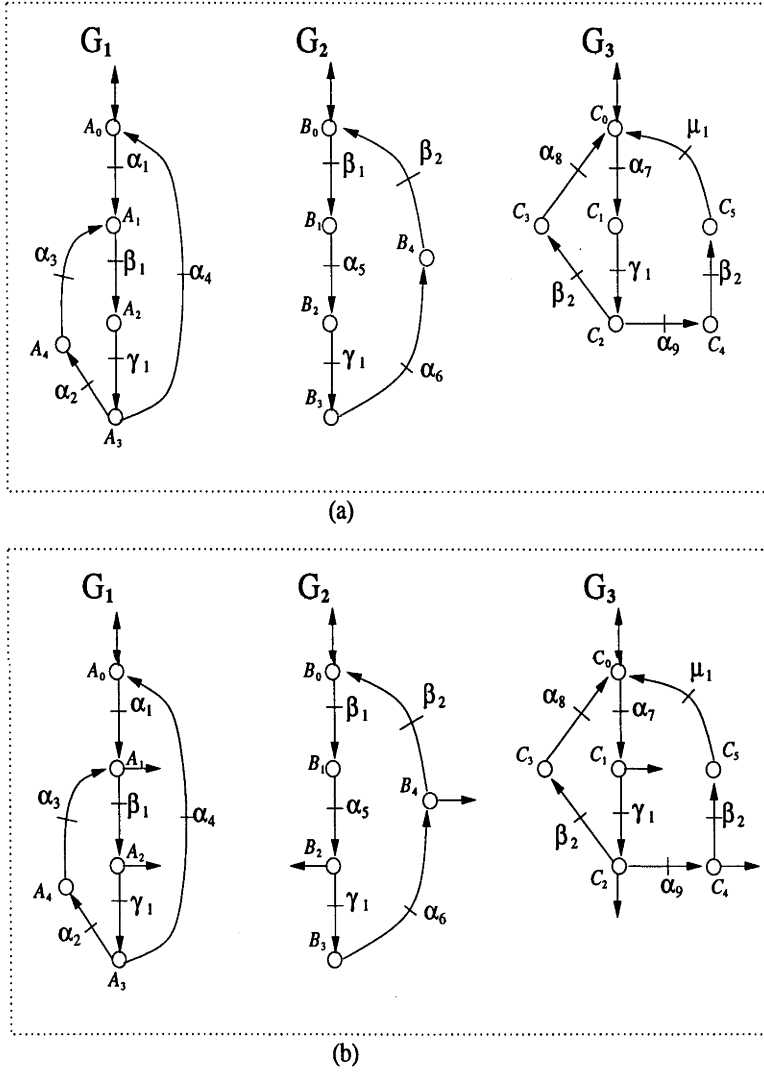 G₁ G₂ G₃
A₀ B₀ C₀
α₁ β₁ β₂ α₈ α₇ μ₁
A₁ B₁ B₄ C₃ C₁ C₅
α₃ β₁ α₄ α₅ β₂ γ₁ β₂
A₄ A₂ B₂ C₂ α₉ C₄
α₂ γ₁ γ₁ α₆
A₃ B₃
(a)
G₁ G₂ G₃
A₀ B₀ C₀
α₁ β₁ β₂ α₈ α₇ μ₁
A₁ B₁ B₄ C₃ C₁ C₅
α₃ β₁ α₄ α₅ β₂ γ₁ β₂
A₄ A₂ B₂ C₂ α₉ C₄
α₂ γ₁ γ₁ α₆
A₃ B₃
(b)